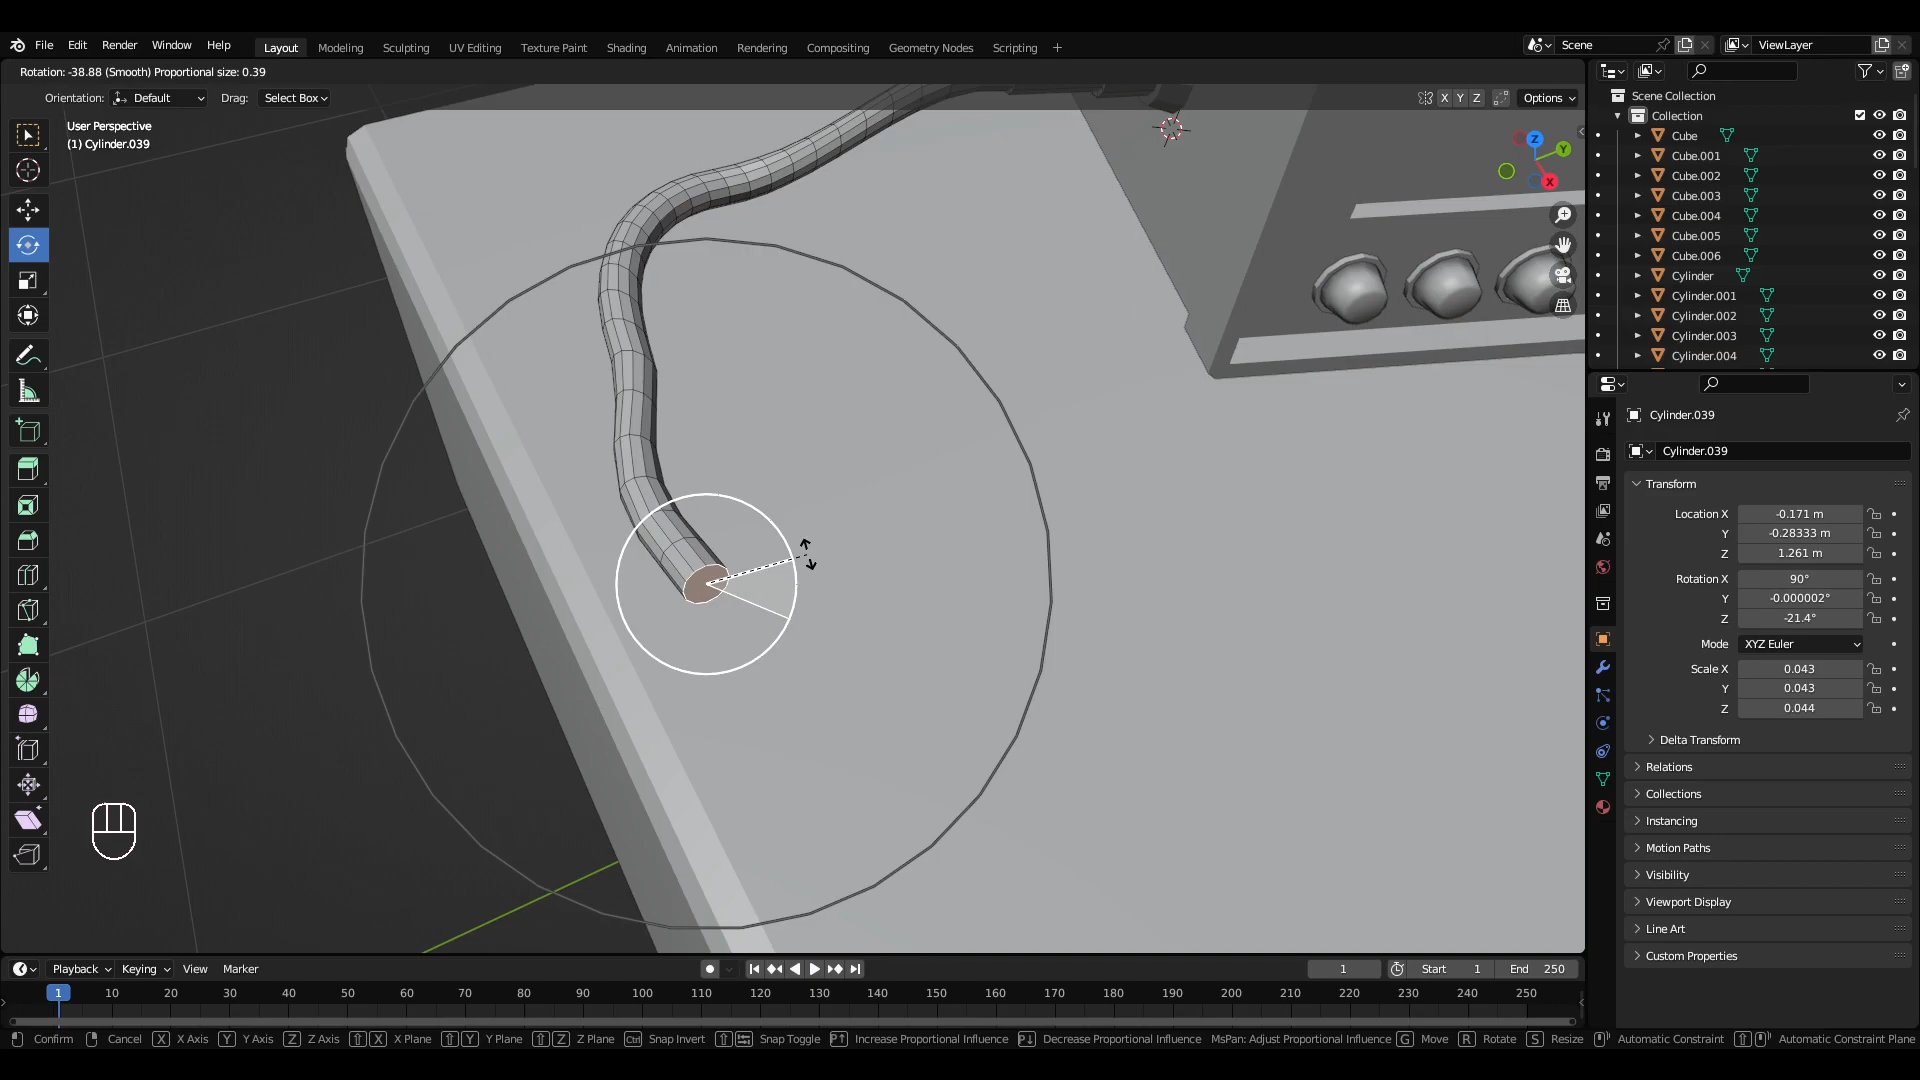 File Edit Render Window Help Layout Modeling Sculpting UV Editing Texture Paint Shading Animation Rendering Compositing Geometry Nodes Scripting + Scene ViewLayer
Rotation: -38.88 (Smooth) Proportional size: 0.39
Orientation: Default Drag: Select Box X Y Z Options
User Perspective
(1) Cylinder.039
Z
Y
X
Scene Collection
Collection
Cube
Cube.001
Cube.002
Cube.003
Cube.004
Cube.005
Cube.006
Cylinder
Cylinder.001
Cylinder.002
Cylinder.003
Cylinder.004
Cylinder.039
Cylinder.039
Transform
Location X -0.171 m
Y -0.28333 m
Z 1.261 m
Rotation X 90°
Y -0.000002°
Z -21.4°
Mode XYZ Euler
Scale X 0.043
Y 0.043
Z 0.044
Delta Transform
Relations
Collections
Instancing
Motion Paths
Visibility
Viewport Display
Line Art
Custom Properties
Playback Keying View Marker 1 Start 1 End 250
1 10 20 30 40 50 60 70 80 90 100 110 120 130 140 150 160 170 180 190 200 210 220 230 240 250
Confirm Cancel X X Axis Y Y Axis Z Z Axis X X Plane Y Y Plane Z Z Plane Ctrl Snap Invert Snap Toggle P↑ Increase Proportional Influence P↓ Decrease Proportional Influence MsPan: Adjust Proportional Influence G Move R Rotate S Resize Automatic Constraint Automatic Constraint Plane